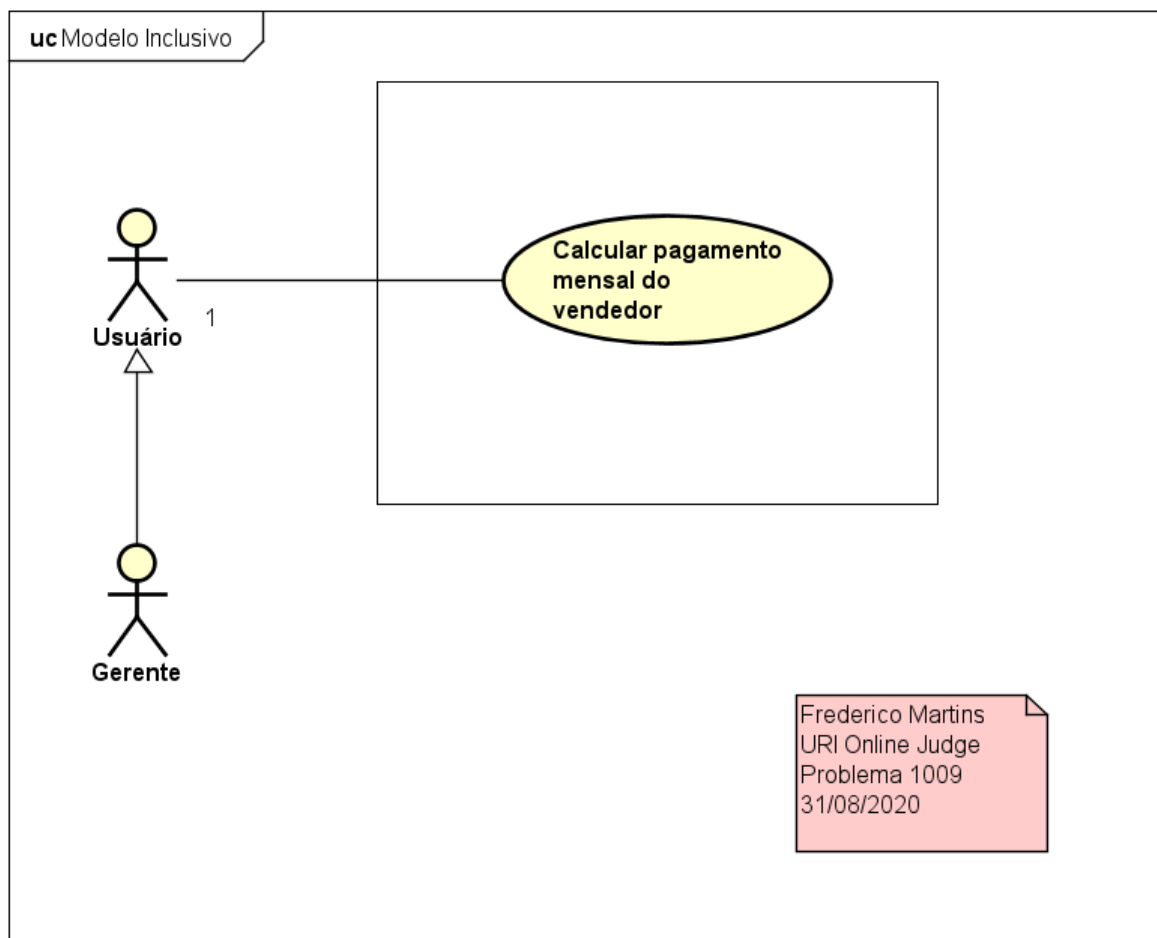 uc Modelo Inclusivo
Calcular pagamento
mensal do
vendedor
1
Usuário
Gerente
Frederico Martins
URI Online Judge
Problema 1009
31/08/2020